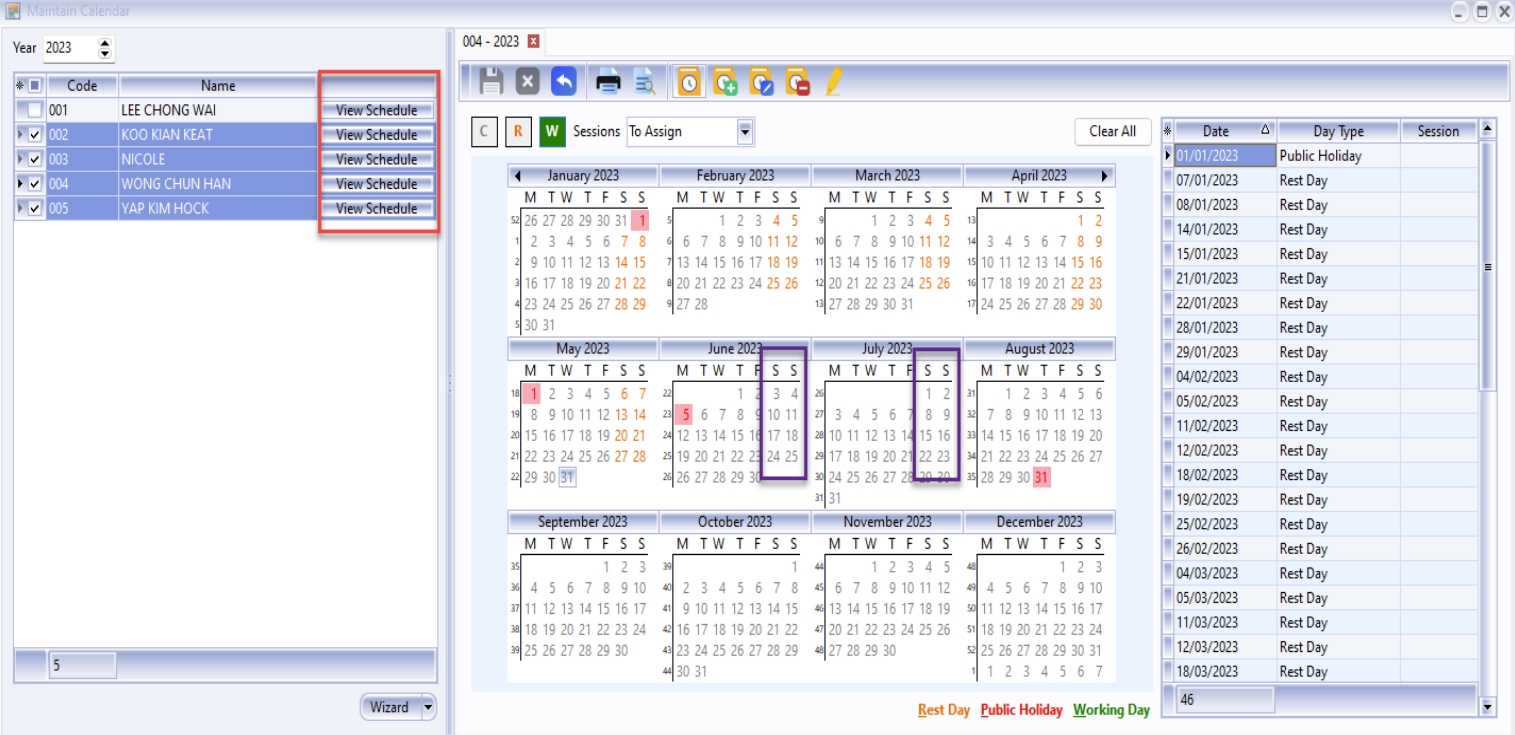 Maintain Calendar
Year 2023
Code Name
001 LEE CHONG WAI View Schedule
002 KOO KIAN KEAT View Schedule
003 NICOLE View Schedule
004 WONG CHUN HAN View Schedule
005 YAP KIM HOCK View Schedule
5
Wizard
004 - 2023
C R W Sessions To Assign Clear All
January 2023 February 2023 March 2023 April 2023
M T W T F S S M T W T F S S M T W T F S S M T W T F S S
52 26 27 28 29 30 31 1 5 1 2 3 4 5 9 1 2 3 4 5 13 1 2
1 2 3 4 5 6 7 8 6 6 7 8 9 10 11 12 10 6 7 8 9 10 11 12 14 3 4 5 6 7 8 9
2 9 10 11 12 13 14 15 7 13 14 15 16 17 18 19 11 13 14 15 16 17 18 19 15 10 11 12 13 14 15 16
3 16 17 18 19 20 21 22 8 20 21 22 23 24 25 26 12 20 21 22 23 24 25 26 16 17 18 19 20 21 22 23
4 23 24 25 26 27 28 29 9 27 28 13 27 28 29 30 31 17 24 25 26 27 28 29 30
5 30 31
May 2023 June 2023 July 2023 August 2023
M T W T F S S M T W T F S S M T W T F S S M T W T F S S
18 1 2 3 4 5 6 7 22 1 2 3 4 26 1 2 31 1 2 3 4 5 6
19 8 9 10 11 12 13 14 23 5 6 7 8 9 10 11 27 3 4 5 6 7 8 9 32 7 8 9 10 11 12 13
20 15 16 17 18 19 20 21 24 12 13 14 15 16 17 18 28 10 11 12 13 14 15 16 33 14 15 16 17 18 19 20
21 22 23 24 25 26 27 28 25 19 20 21 22 23 24 25 29 17 18 19 20 21 22 23 34 21 22 23 24 25 26 27
22 29 30 31 26 26 27 28 29 30 30 24 25 26 27 28 29 30 35 28 29 30 31
31 31
September 2023 October 2023 November 2023 December 2023
M T W T F S S M T W T F S S M T W T F S S M T W T F S S
35 1 2 3 39 1 44 1 2 3 4 5 48 1 2 3
36 4 5 6 7 8 9 10 40 2 3 4 5 6 7 8 45 6 7 8 9 10 11 12 49 4 5 6 7 8 9 10
37 11 12 13 14 15 16 17 41 9 10 11 12 13 14 15 46 13 14 15 16 17 18 19 50 11 12 13 14 15 16 17
38 18 19 20 21 22 23 24 42 16 17 18 19 20 21 22 47 20 21 22 23 24 25 26 51 18 19 20 21 22 23 24
39 25 26 27 28 29 30 43 23 24 25 26 27 28 29 48 27 28 29 30 52 25 26 27 28 29 30 31
44 30 31 1 1 2 3 4 5 6 7
Rest Day Public Holiday Working Day
Date Day Type Session
01/01/2023 Public Holiday
07/01/2023 Rest Day
08/01/2023 Rest Day
14/01/2023 Rest Day
15/01/2023 Rest Day
21/01/2023 Rest Day
22/01/2023 Rest Day
28/01/2023 Rest Day
29/01/2023 Rest Day
04/02/2023 Rest Day
05/02/2023 Rest Day
11/02/2023 Rest Day
12/02/2023 Rest Day
18/02/2023 Rest Day
19/02/2023 Rest Day
25/02/2023 Rest Day
26/02/2023 Rest Day
04/03/2023 Rest Day
05/03/2023 Rest Day
11/03/2023 Rest Day
12/03/2023 Rest Day
18/03/2023 Rest Day
46